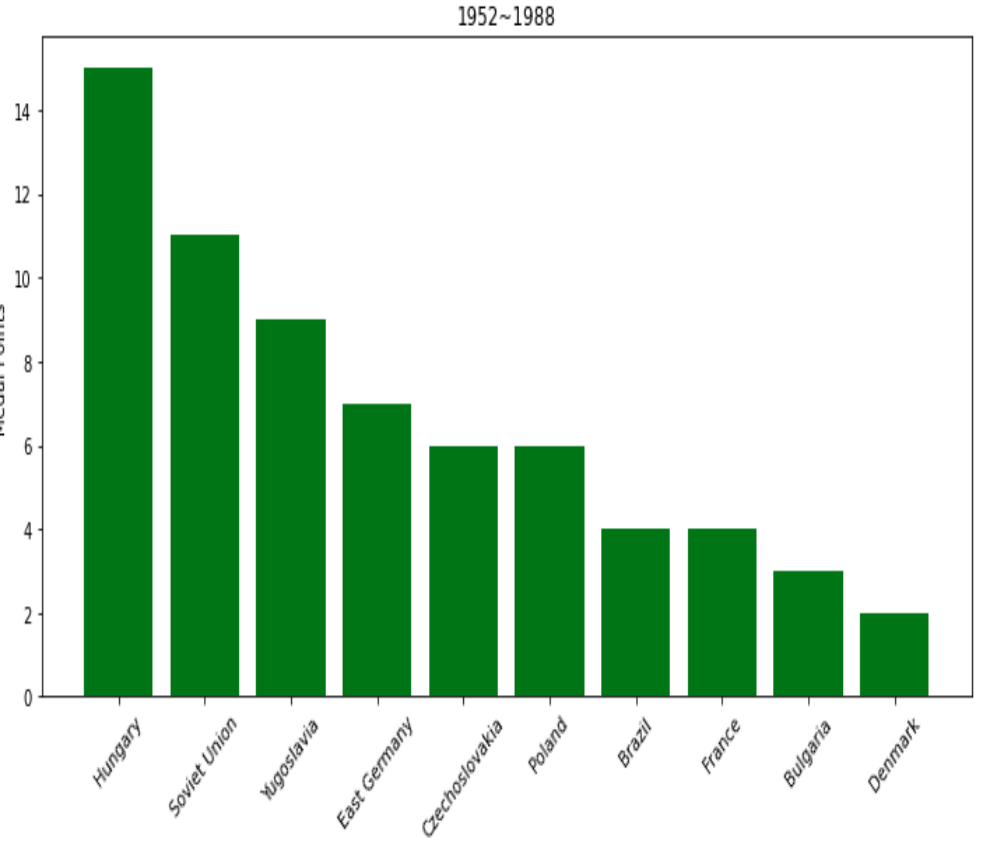 1952~1988
14
12
10
8
6
4
2
0
Hungary
Soviet Union
Yugoslavia
East Germany
Czechoslovakia
Poland
Brazil
France
Bulgaria
Denmark